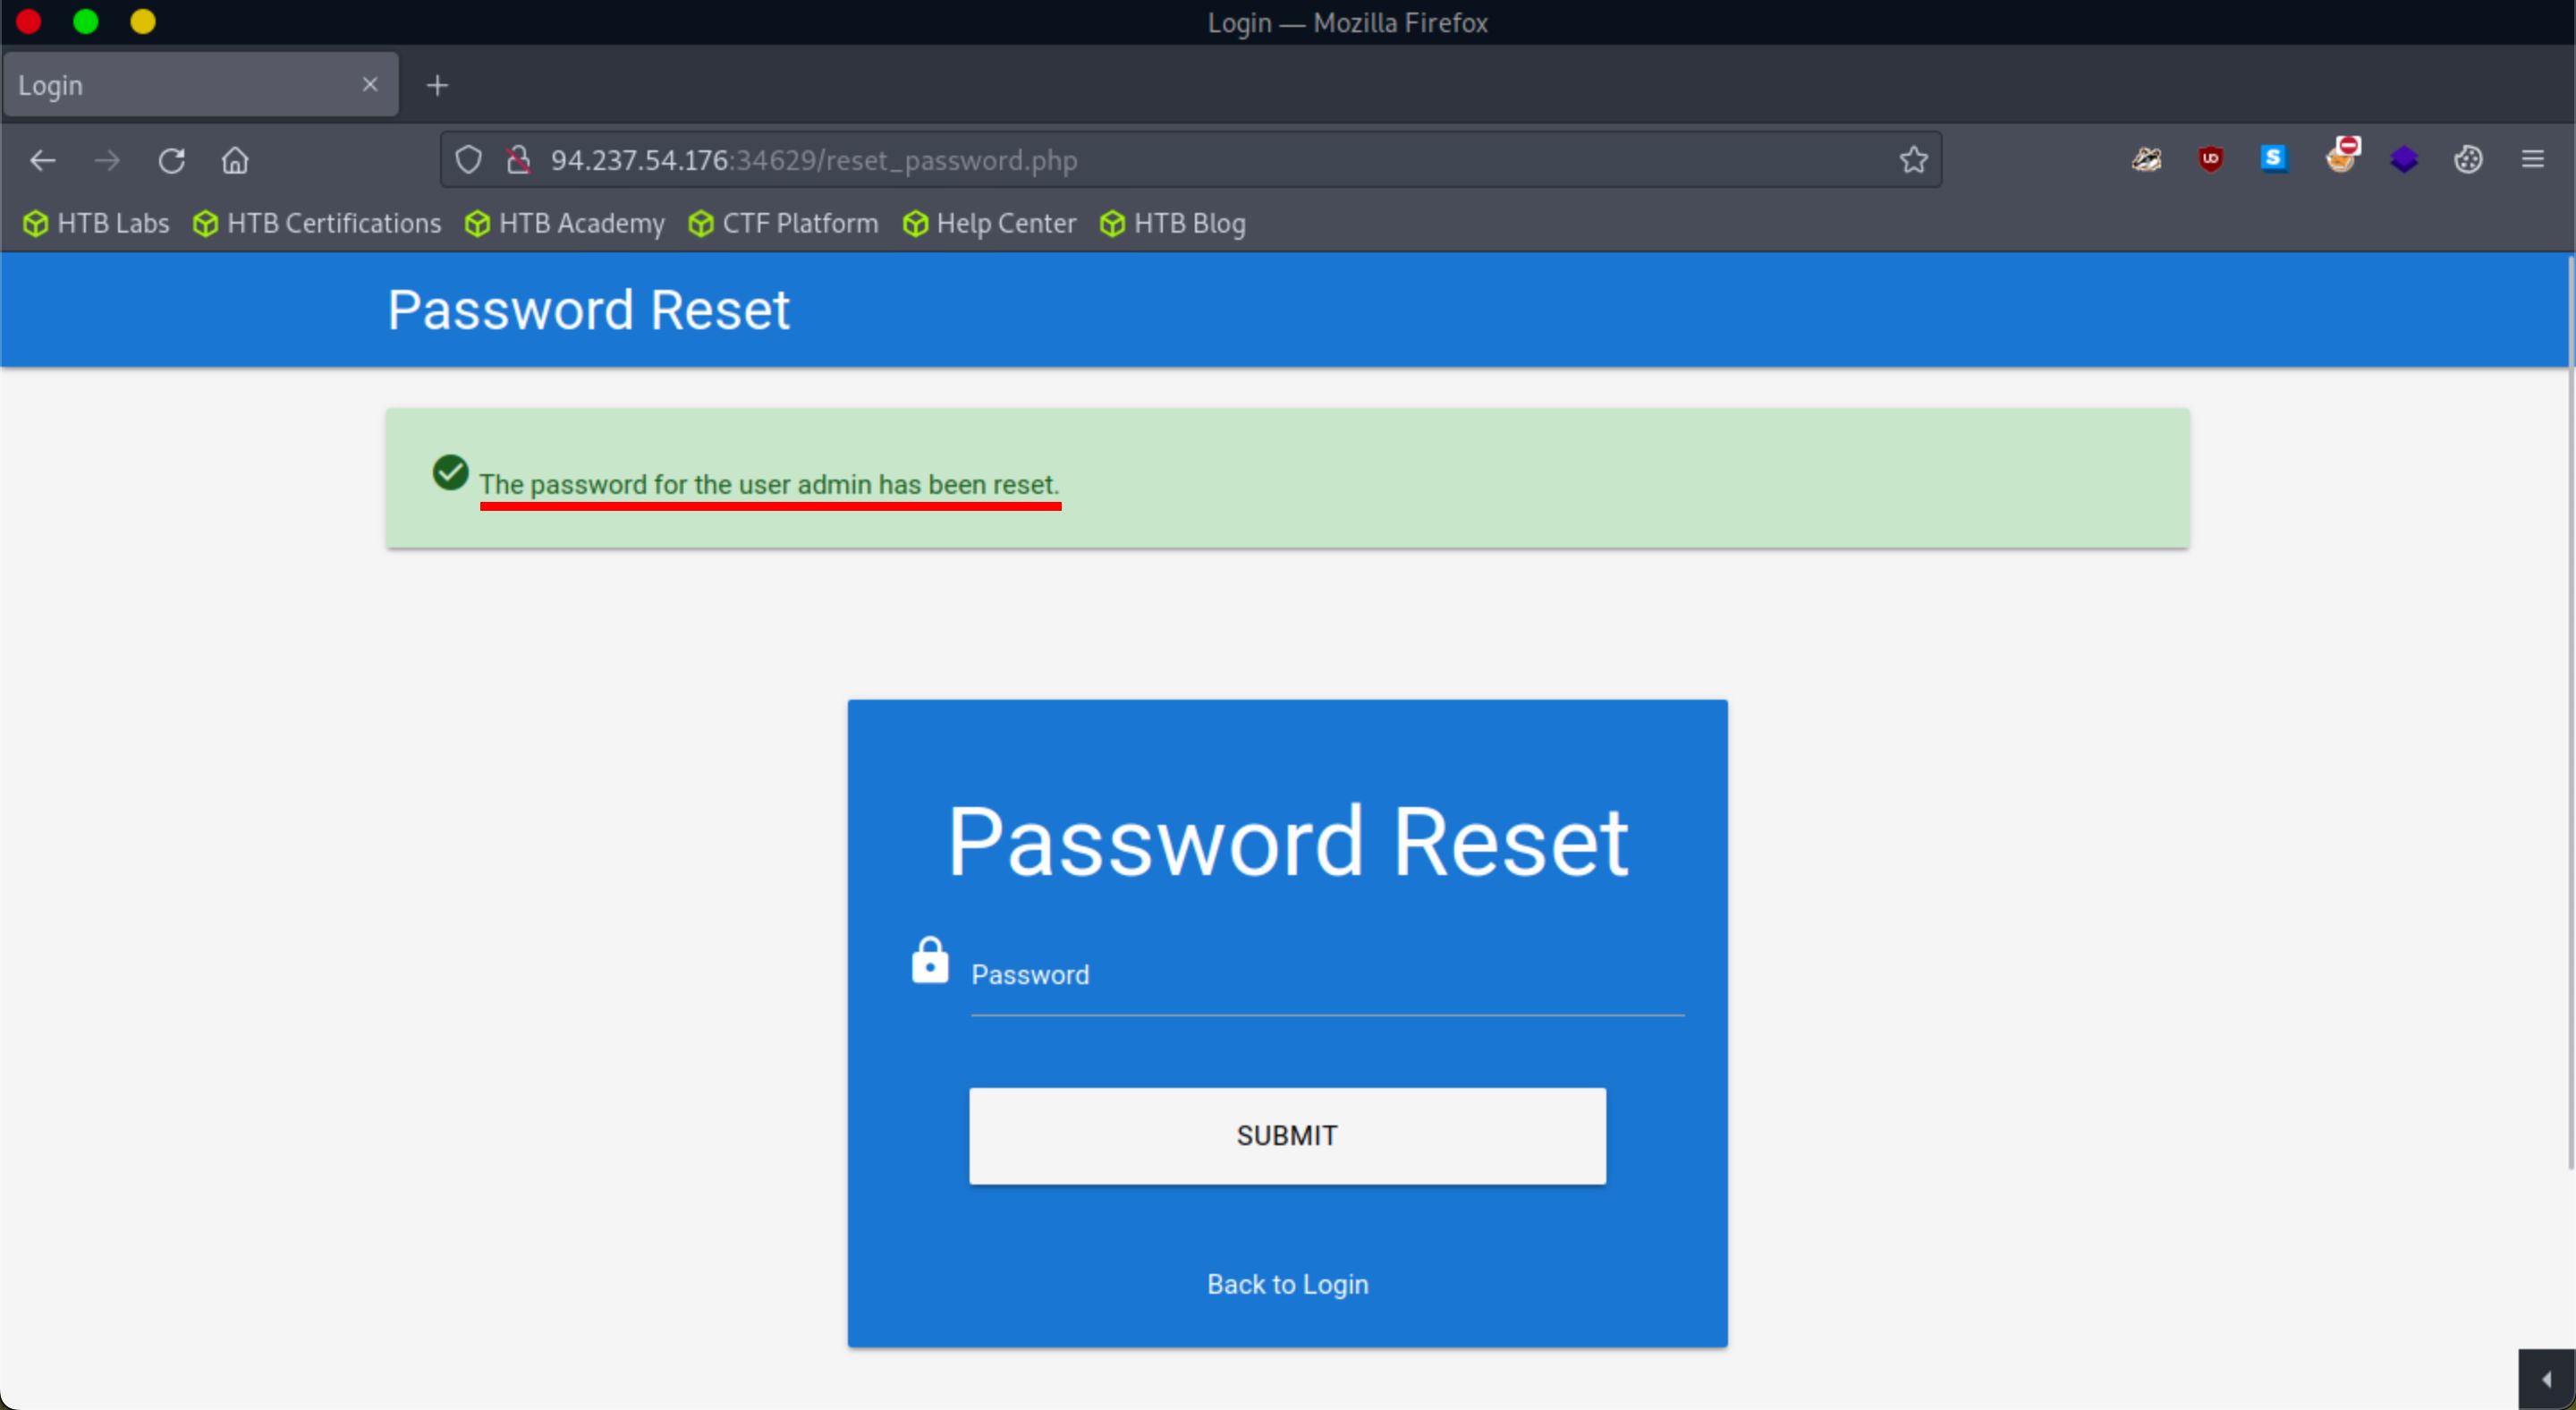 Login — Mozilla Firefox
Login
94.237.54.176:34629/reset_password.php
HTB Labs HTB Certifications HTB Academy CTF Platform Help Center HTB Blog
Password Reset
The password for the user admin has been reset.
Password Reset
Password
SUBMIT
Back to Login